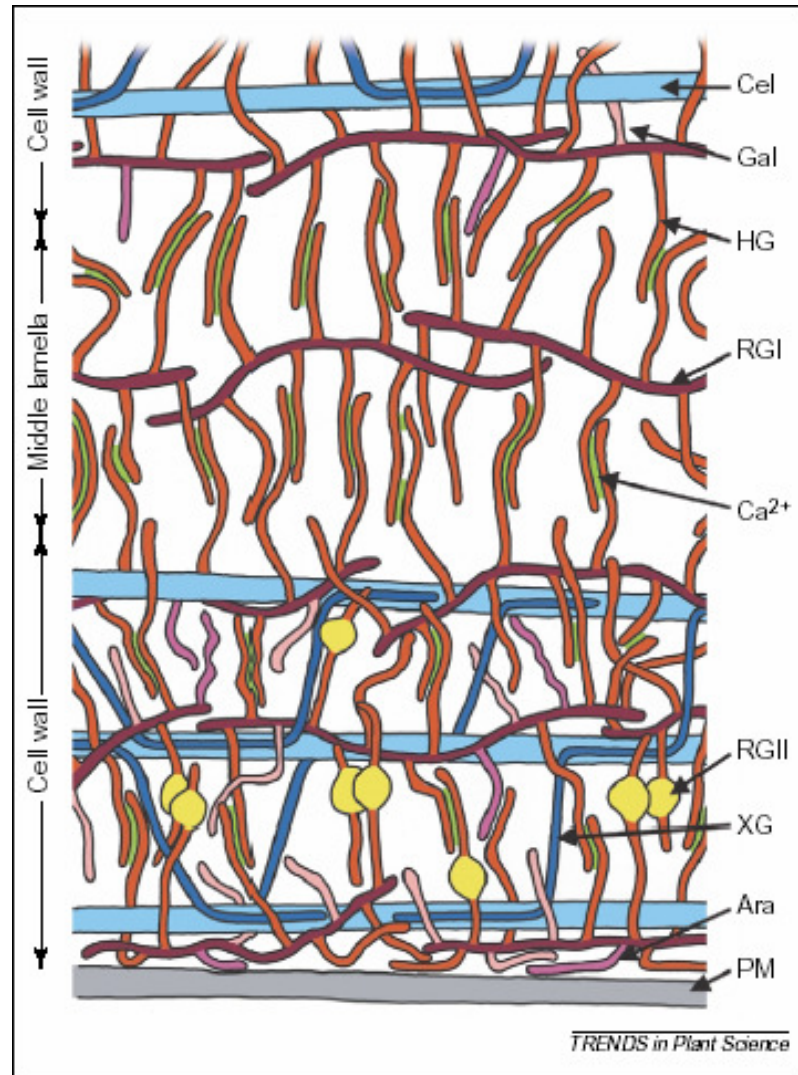 Cell wall
Middle lamella
Cell wall
Cel
Gal
HG
RGI
Ca²⁺
RGII
XG
Ara
PM
TRENDS in Plant Science